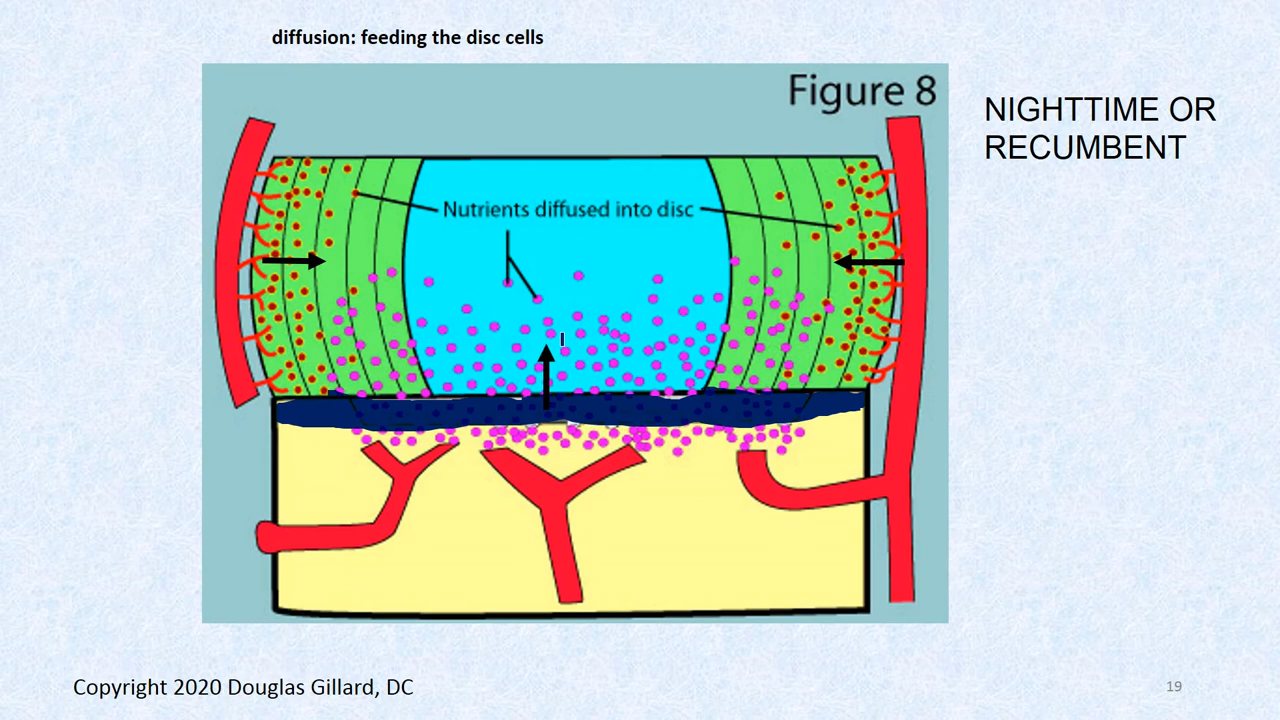 diffusion: feeding the disc cells
Figure 8
NIGHTTIME OR
RECUMBENT
Nutrients diffused into disc
Copyright 2020 Douglas Gillard, DC
19